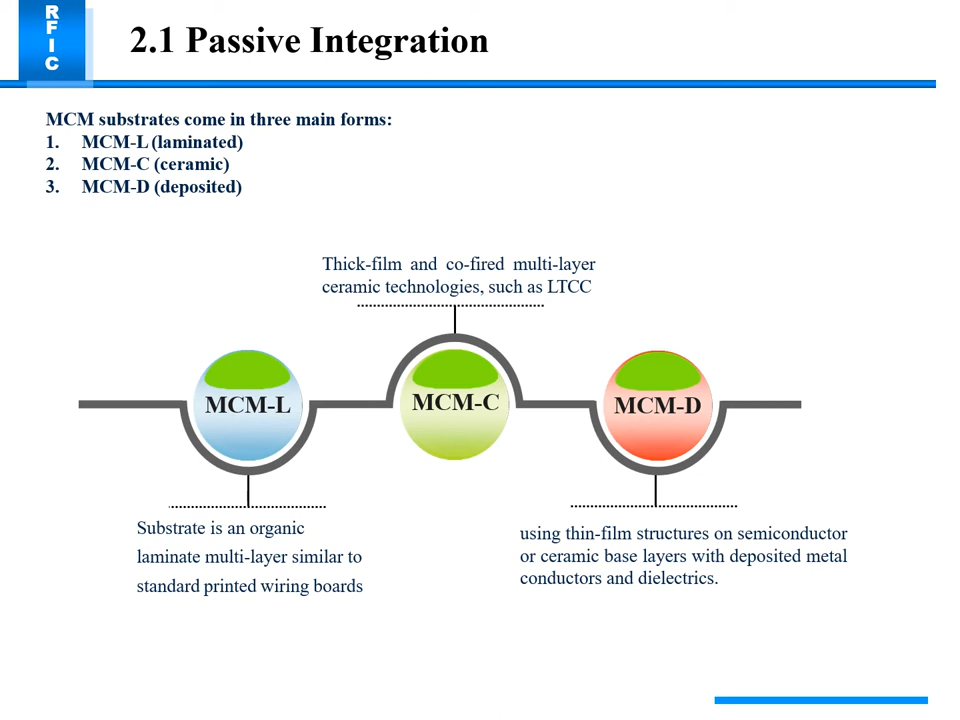 R
F
I
C
2.1 Passive Integration
MCM substrates come in three main forms:
1. MCM-L (laminated)
2. MCM-C (ceramic)
3. MCM-D (deposited)
Thick-film and co-fired multi-layer
ceramic technologies, such as LTCC
MCM-L
MCM-C
MCM-D
Substrate is an organic
laminate multi-layer similar to
standard printed wiring boards
using thin-film structures on semiconductor
or ceramic base layers with deposited metal
conductors and dielectrics.